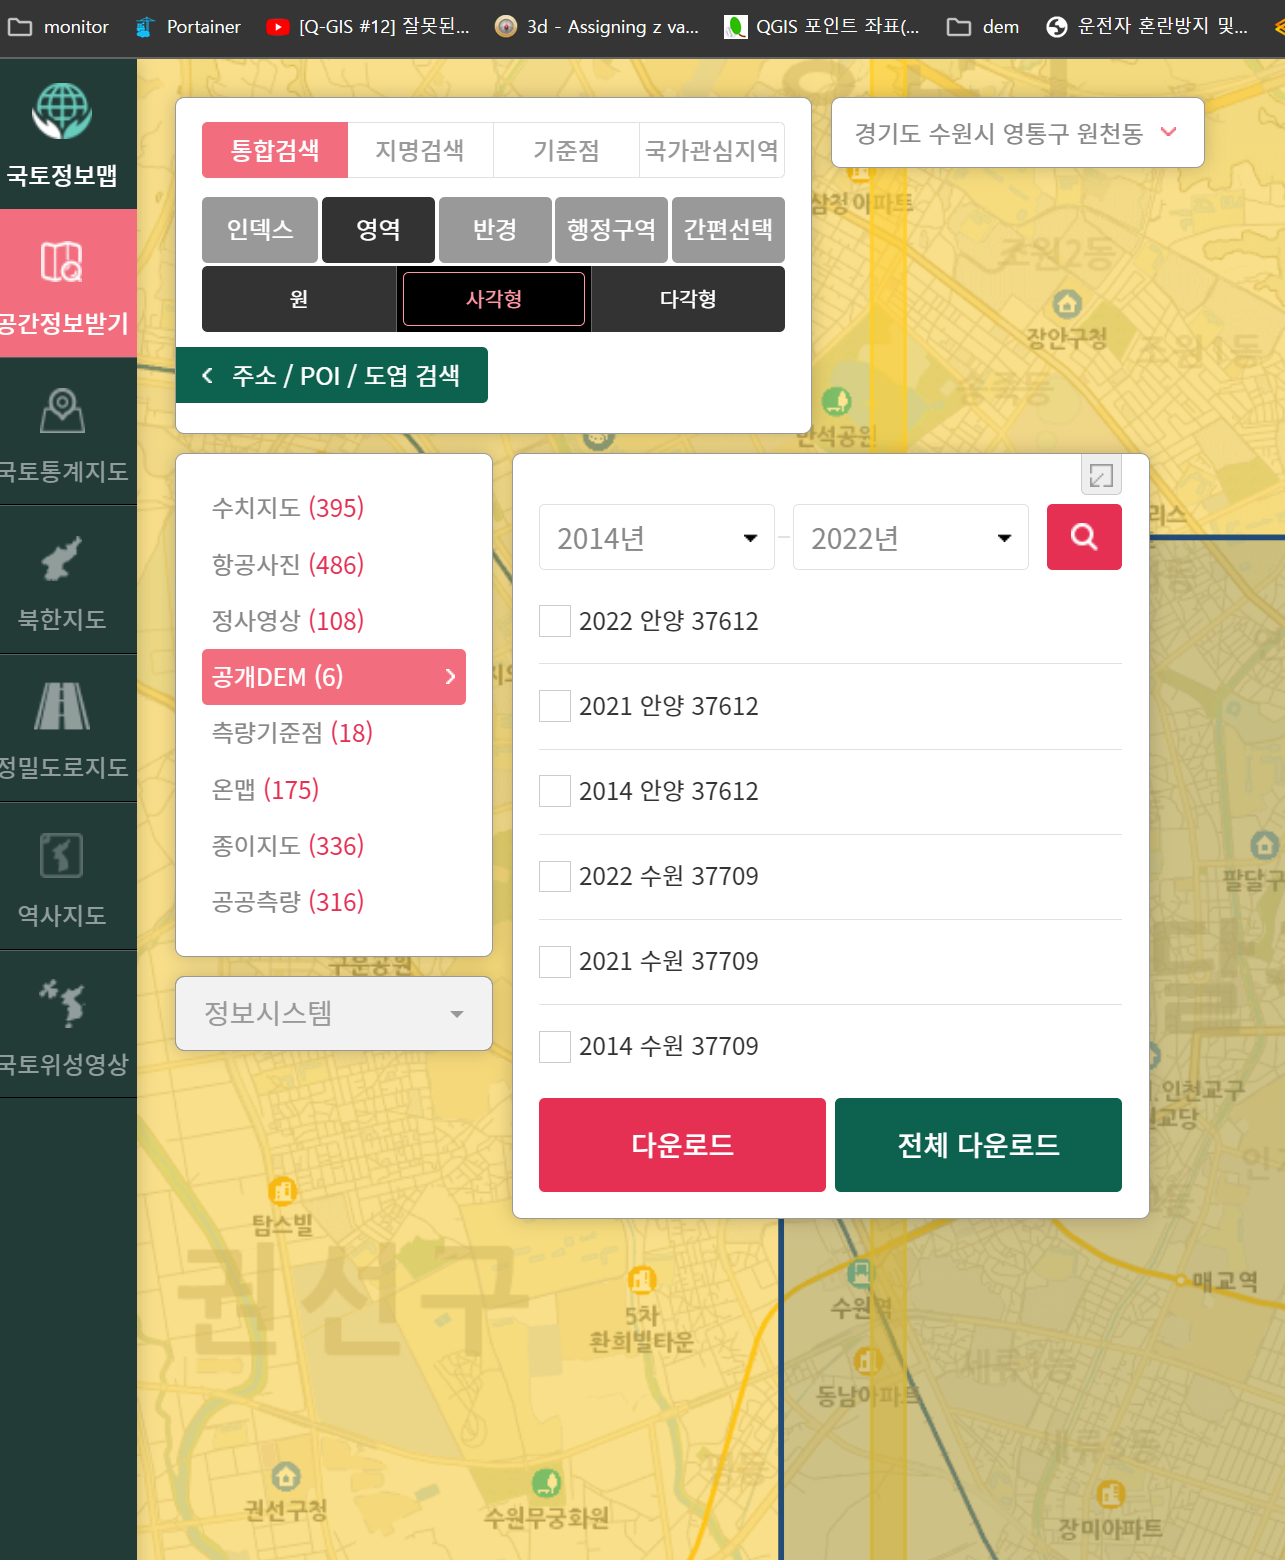 monitor
Portainer
[Q-GIS #12] 잘못된...
3d - Assigning z va...
QGIS 포인트 좌표(...
dem
운전자 혼란방지 및...
국토정보맵
공간정보받기
국토통계지도
북한지도
정밀도로지도
역사지도
국토위성영상
통합검색
지명검색
기준점
국가관심지역
인덱스
영역
반경
행정구역
간편선택
원
사각형
다각형
주소 / POI / 도엽 검색
경기도 수원시 영통구 원천동
수치지도 (395)
항공사진 (486)
정사영상 (108)
공개DEM (6)
측량기준점 (18)
온맵 (175)
종이지도 (336)
공공측량 (316)
정보시스템
2014년
2022년
2022 안양 37612
2021 안양 37612
2014 안양 37612
2022 수원 37709
2021 수원 37709
2014 수원 37709
다운로드
전체 다운로드
삼정아파트
조원2동
장안구청
조원1동
송죽동
만석공원
리스
팔달구
인천교구
교당
탑스빌
권선구
5차
환희빌타운
수원역
매교역
동남아파트
세류1동
세류3동
권선구청
수원무궁화원
장미아파트